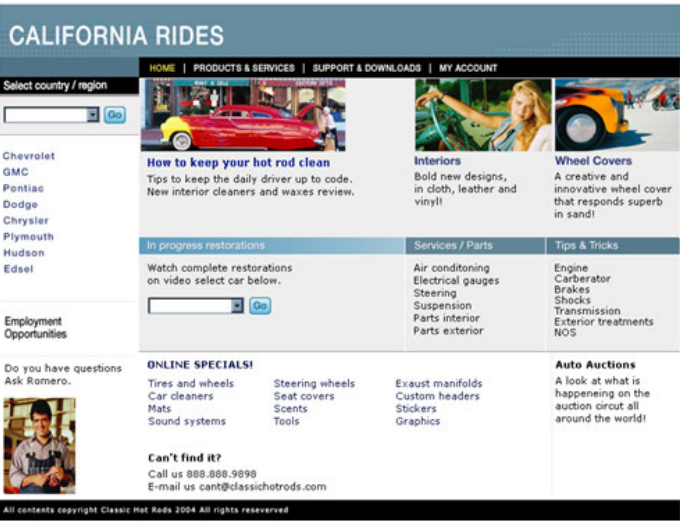 CALIFORNIA RIDES
HOME | PRODUCTS & SERVICES | SUPPORT & DOWNLOADS | MY ACCOUNT
Select country / region
Go
Chevrolet
GMC
Pontiac
Dodge
Chrysler
Plymouth
Hudson
Edsel
Employment
Opportunities
Do you have questions
Ask Romero.
How to keep your hot rod clean
Tips to keep the daily driver up to code.
New interior cleaners and waxes review.
Interiors
Bold new designs,
in cloth, leather and
vinyl!
Wheel Covers
A creative and
innovative wheel cover
that responds superb
in sand!
In progress restorations
Watch complete restorations
on video select car below.
Go
Services / Parts
Air conditoning
Electrical gauges
Steering
Suspension
Parts interior
Parts exterior
Tips & Tricks
Engine
Carberator
Brakes
Shocks
Transmission
Exterior treatments
NOS
ONLINE SPECIALS!
Tires and wheels
Car cleaners
Mats
Sound systems
Steering wheels
Seat covers
Scents
Tools
Exaust manifolds
Custom headers
Stickers
Graphics
Auto Auctions
A look at what is
happeneing on the
auction circut all
around the world!
Can't find it?
Call us 888.888.9898
E-mail us cant@classichotrods.com
All contents copyright Classic Hot Rods 2004 All rights reseverved